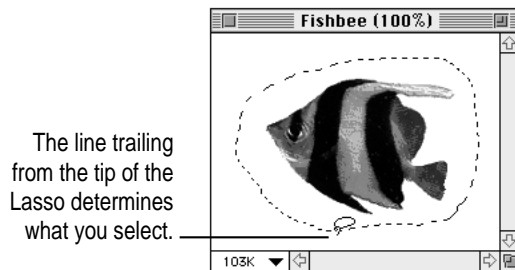 Fishbee (100%)
The line trailing
from the tip of the
Lasso determines
what you select.
103K